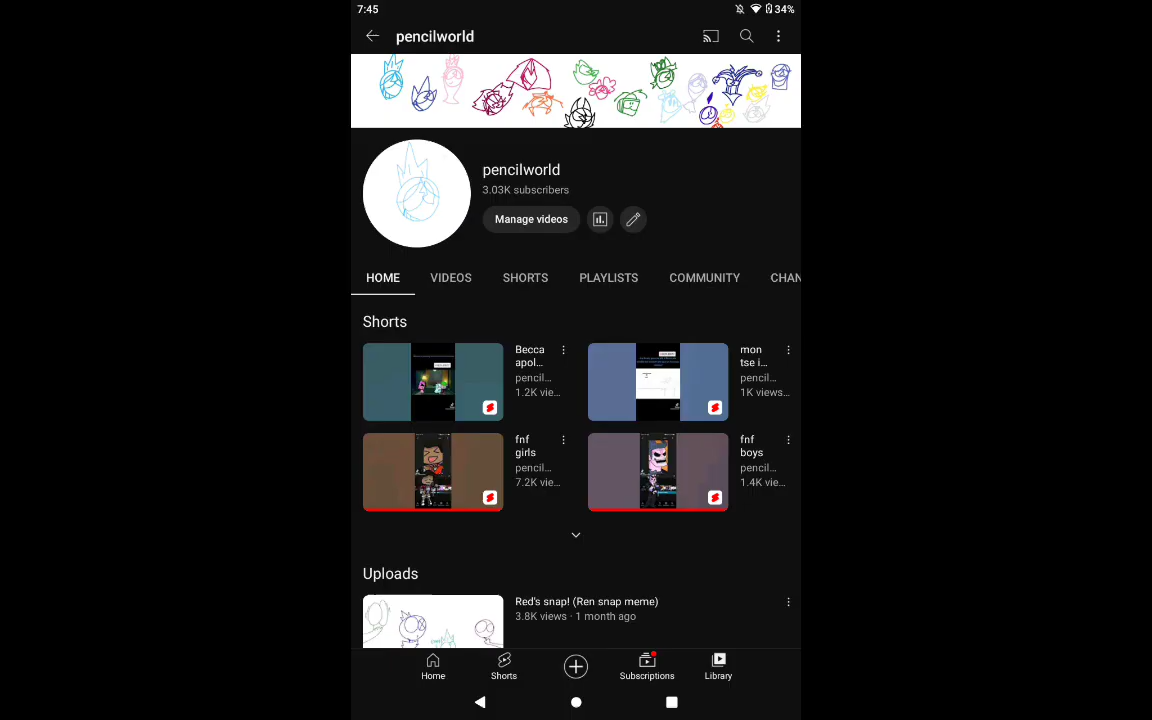 7:45
34%
pencilworld
pencilworld
3.03K subscribers
Manage videos
HOME VIDEOS SHORTS PLAYLISTS COMMUNITY CHAN
Shorts
Becca
apol...
pencil...
1.2K vie...
mon
tse i...
pencil...
1K views...
fnf
girls
pencil...
7.2K vie...
fnf
boys
pencil...
1.4K vie...
Uploads
Red's snap! (Ren snap meme)
3.8K views · 1 month ago
Home Shorts Subscriptions Library